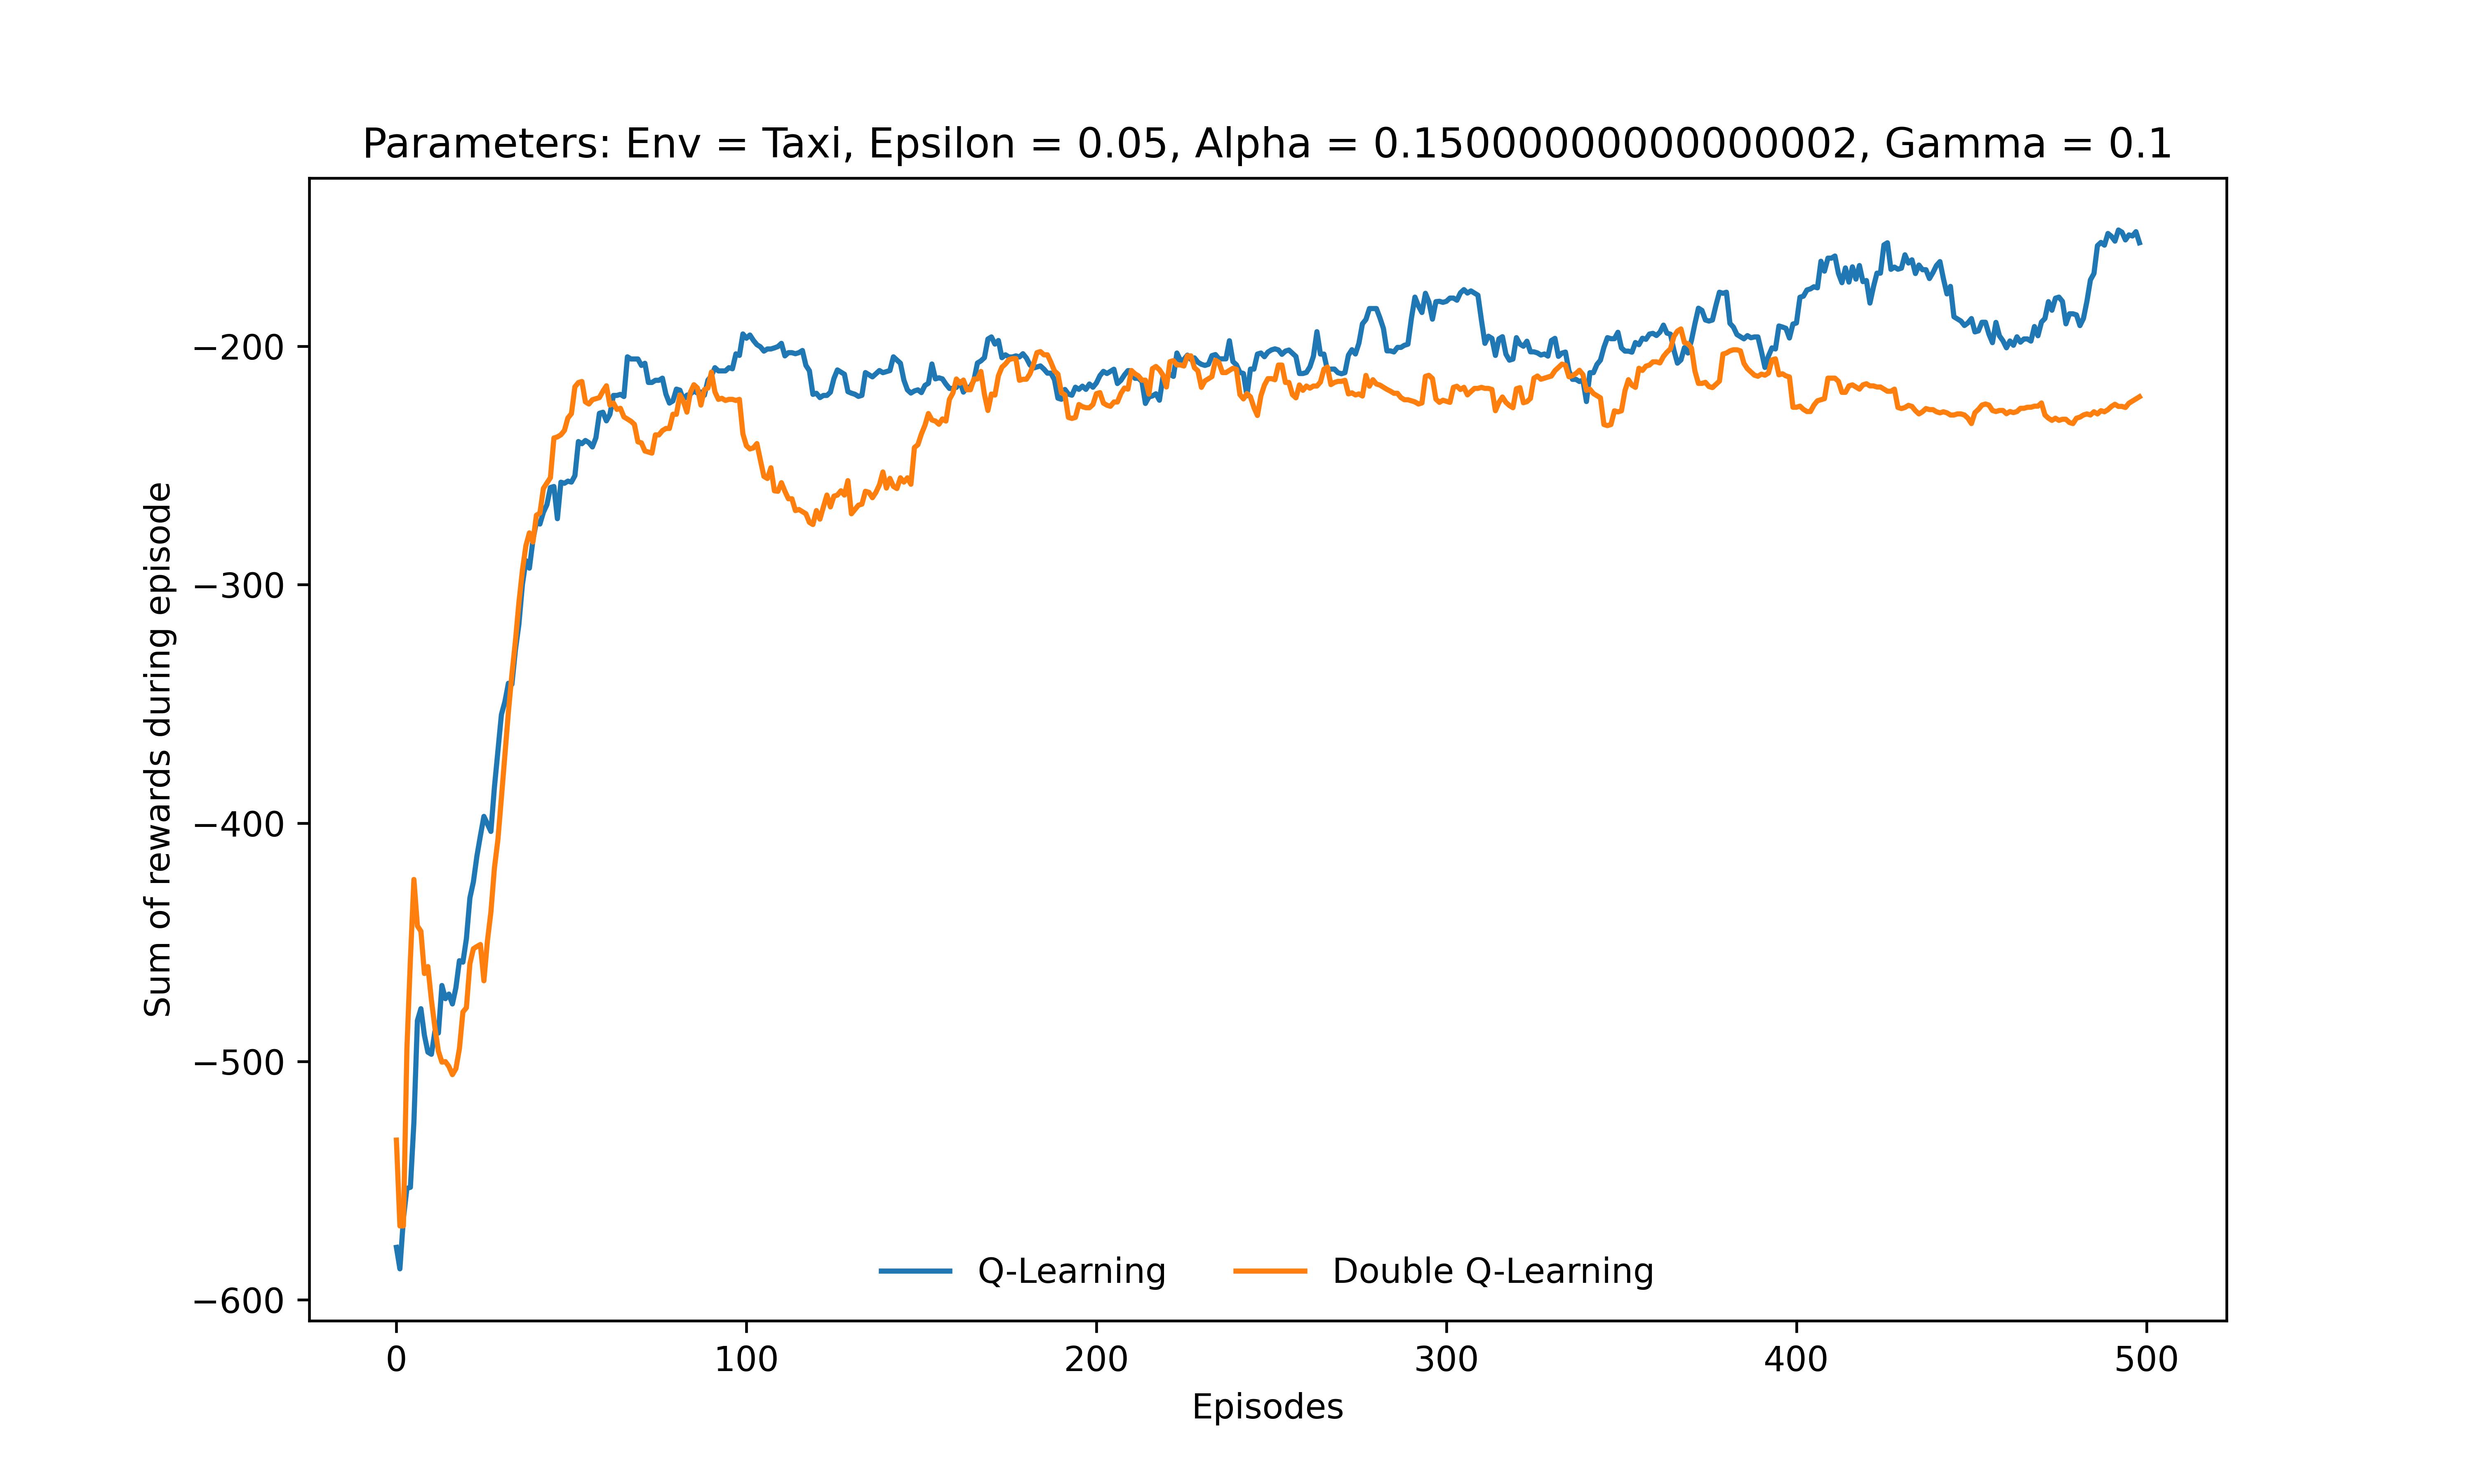 Parameters: Env = Taxi, Epsilon = 0.05, Alpha = 0.15000000000000002, Gamma = 0.1
Sum of rewards during episode
−200
−300
−400
−500
−600
Q-Learning Double Q-Learning
0 100 200 300 400 500
Episodes